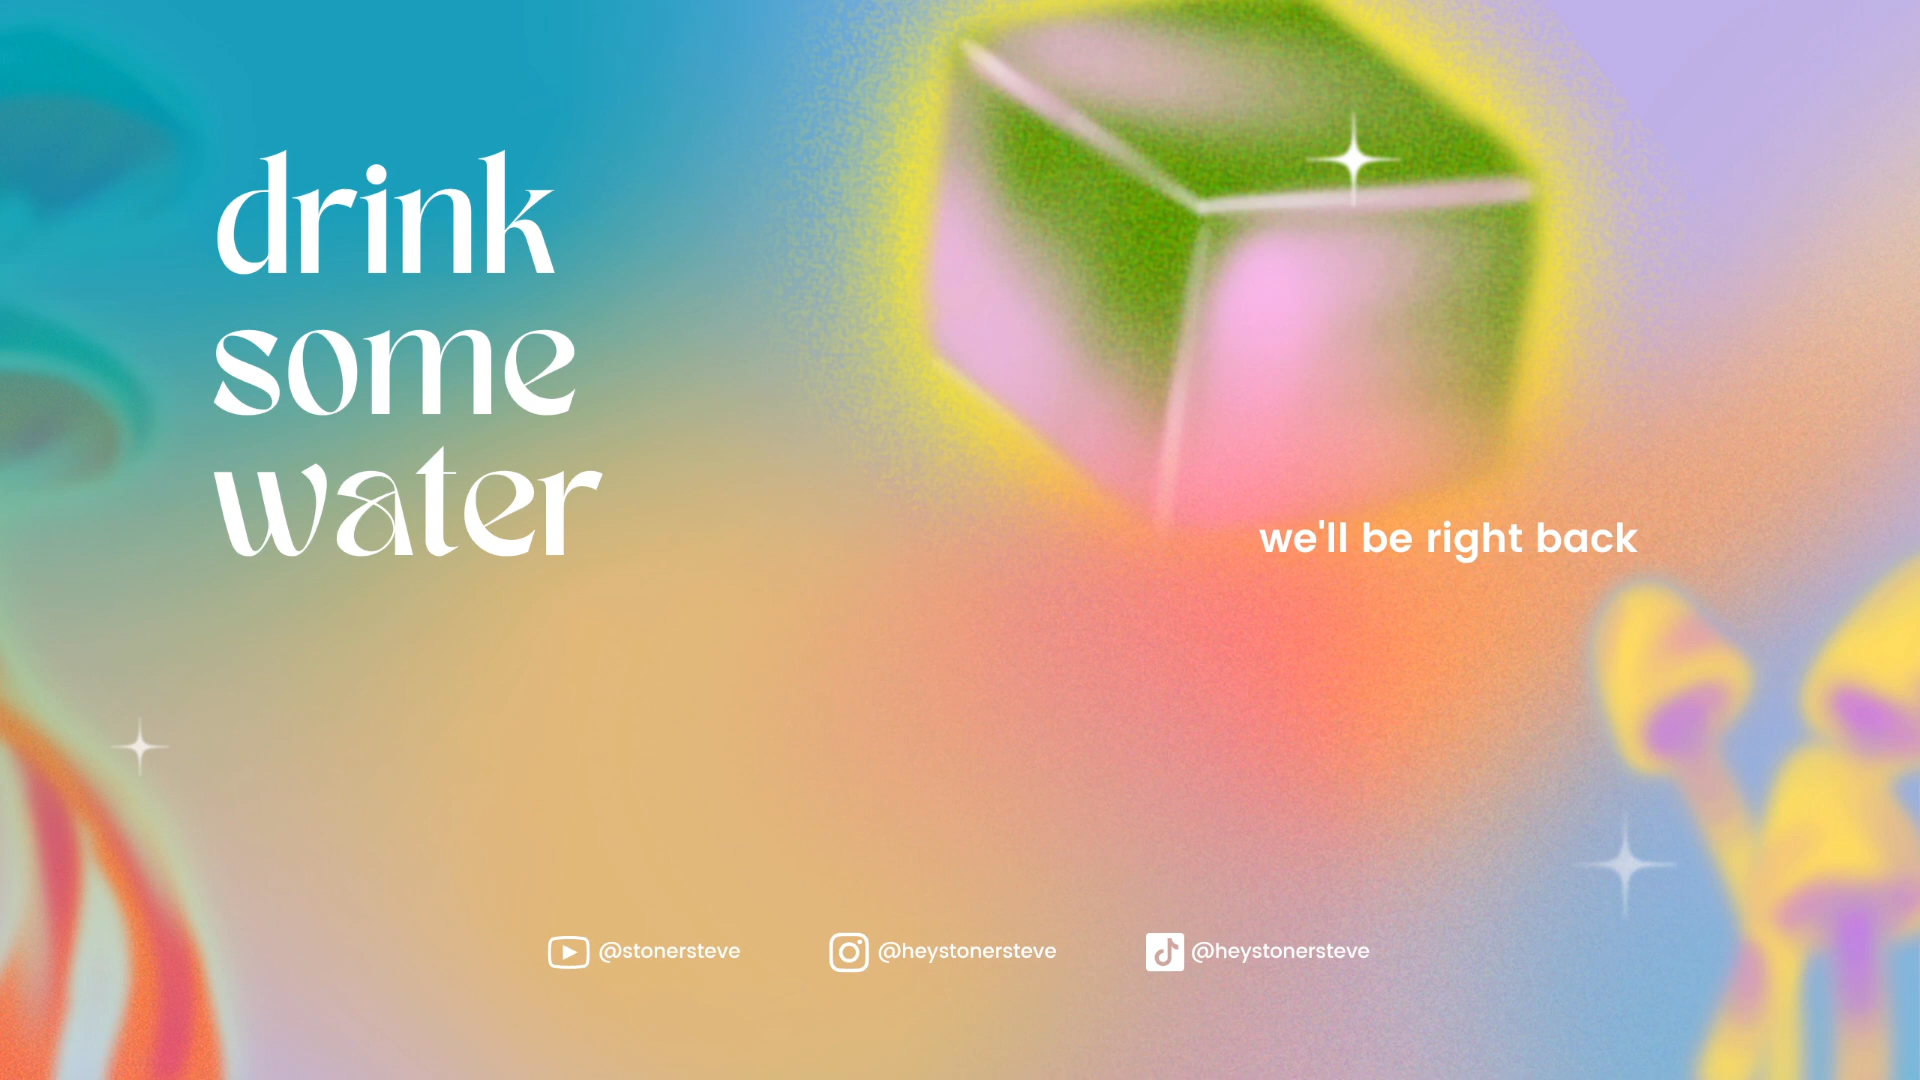 drink
some
water
we'll be right back
@stonersteve
@heystonersteve
@heystonersteve